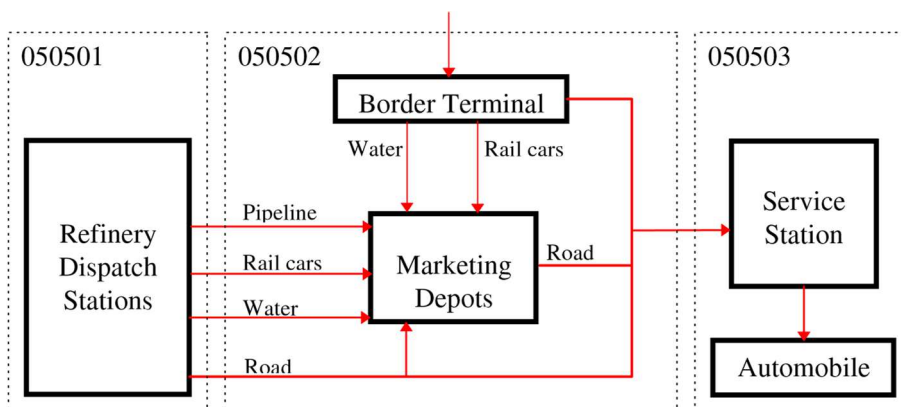 050501
050502
050503
Border Terminal
Water
Rail cars
Refinery
Dispatch
Stations
Pipeline
Rail cars
Water
Road
Marketing
Depots
Road
Service
Station
Automobile